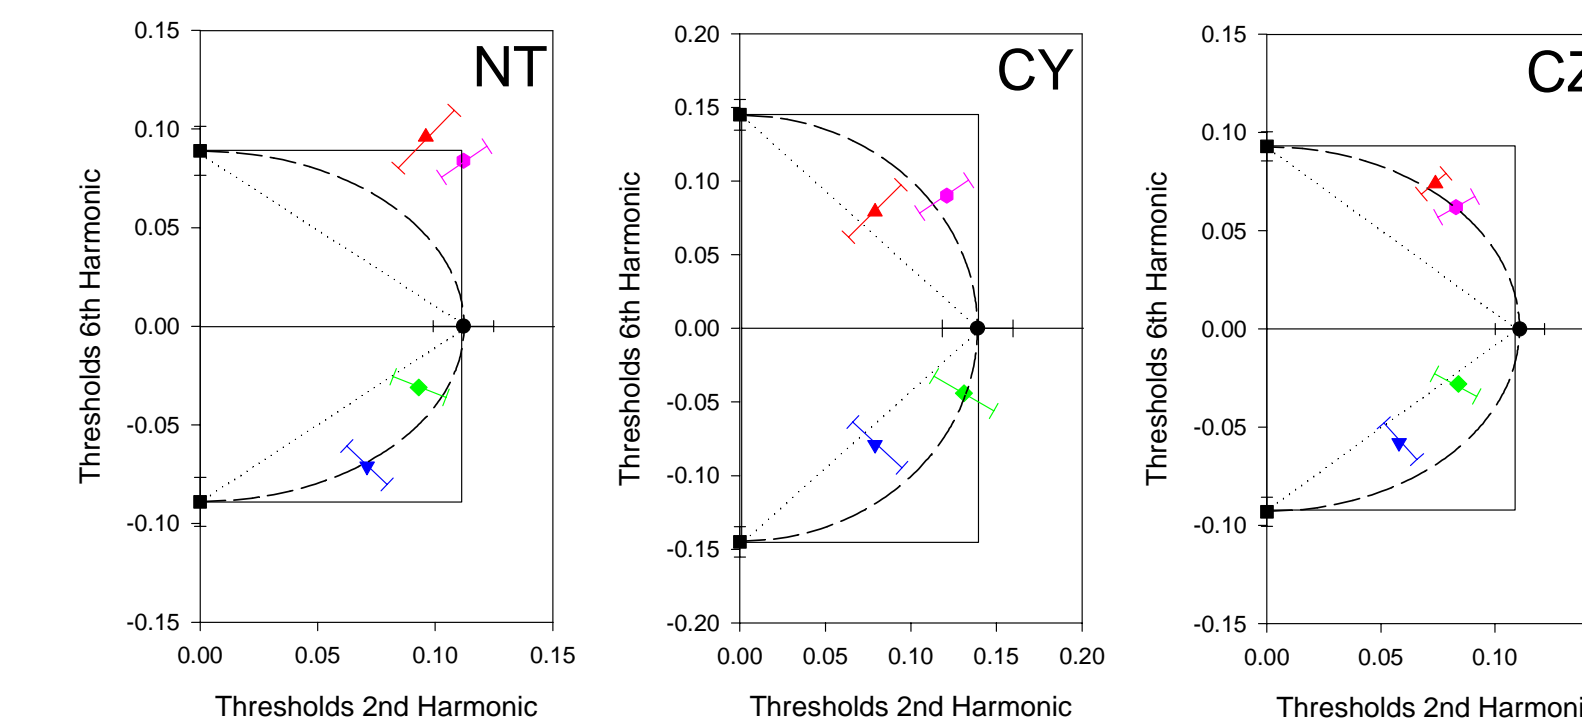 NT
0.15
0.10
0.05
0.00
-0.05
-0.10
-0.15
Thresholds 6th Harmonic
0.00 0.05 0.10 0.15
Thresholds 2nd Harmonic
CY
0.20
0.15
0.10
0.05
0.00
-0.05
-0.10
-0.15
-0.20
Thresholds 6th Harmonic
0.00 0.05 0.10 0.15 0.20
Thresholds 2nd Harmonic
CZ
0.15
0.10
0.05
0.00
-0.05
-0.10
-0.15
Thresholds 6th Harmonic
0.00 0.05 0.10
Thresholds 2nd Harmoni